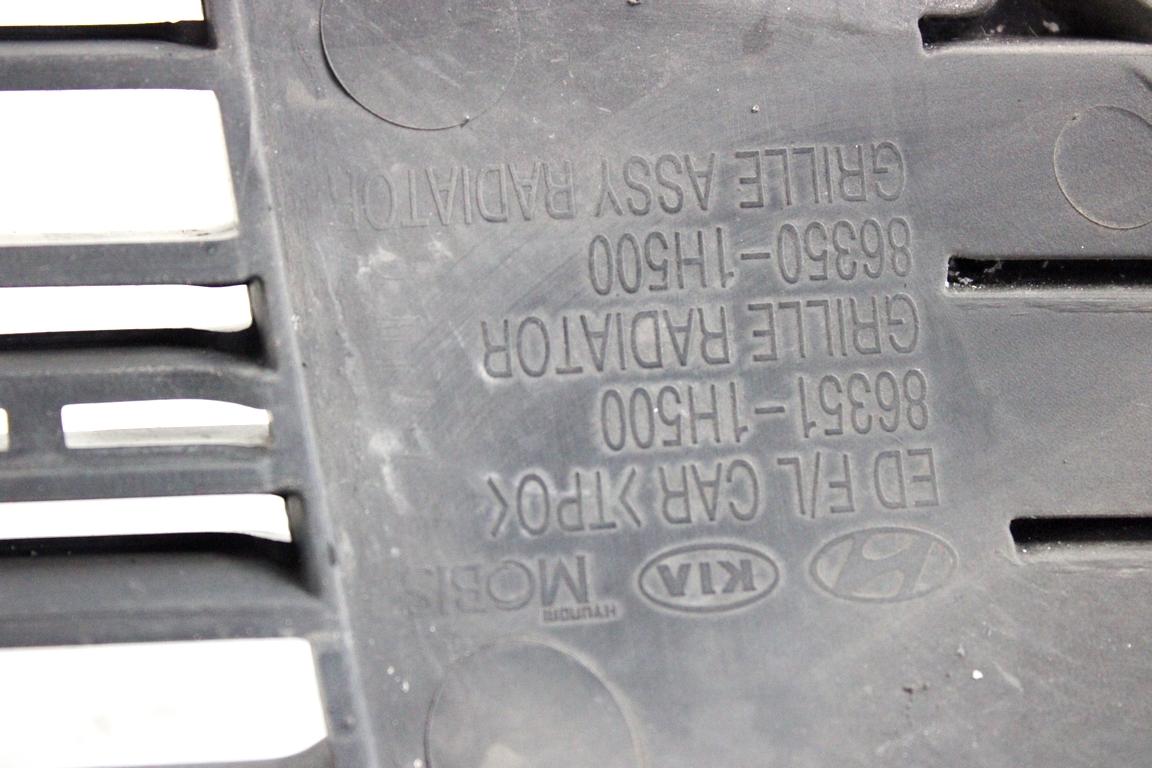 GRILLE ASSY RADIATOR
86350-1H500
GRILLE RADIATOR
86351-1H500
ED F/L CAR >TPO<
KIA HYUNDAI MOBIS